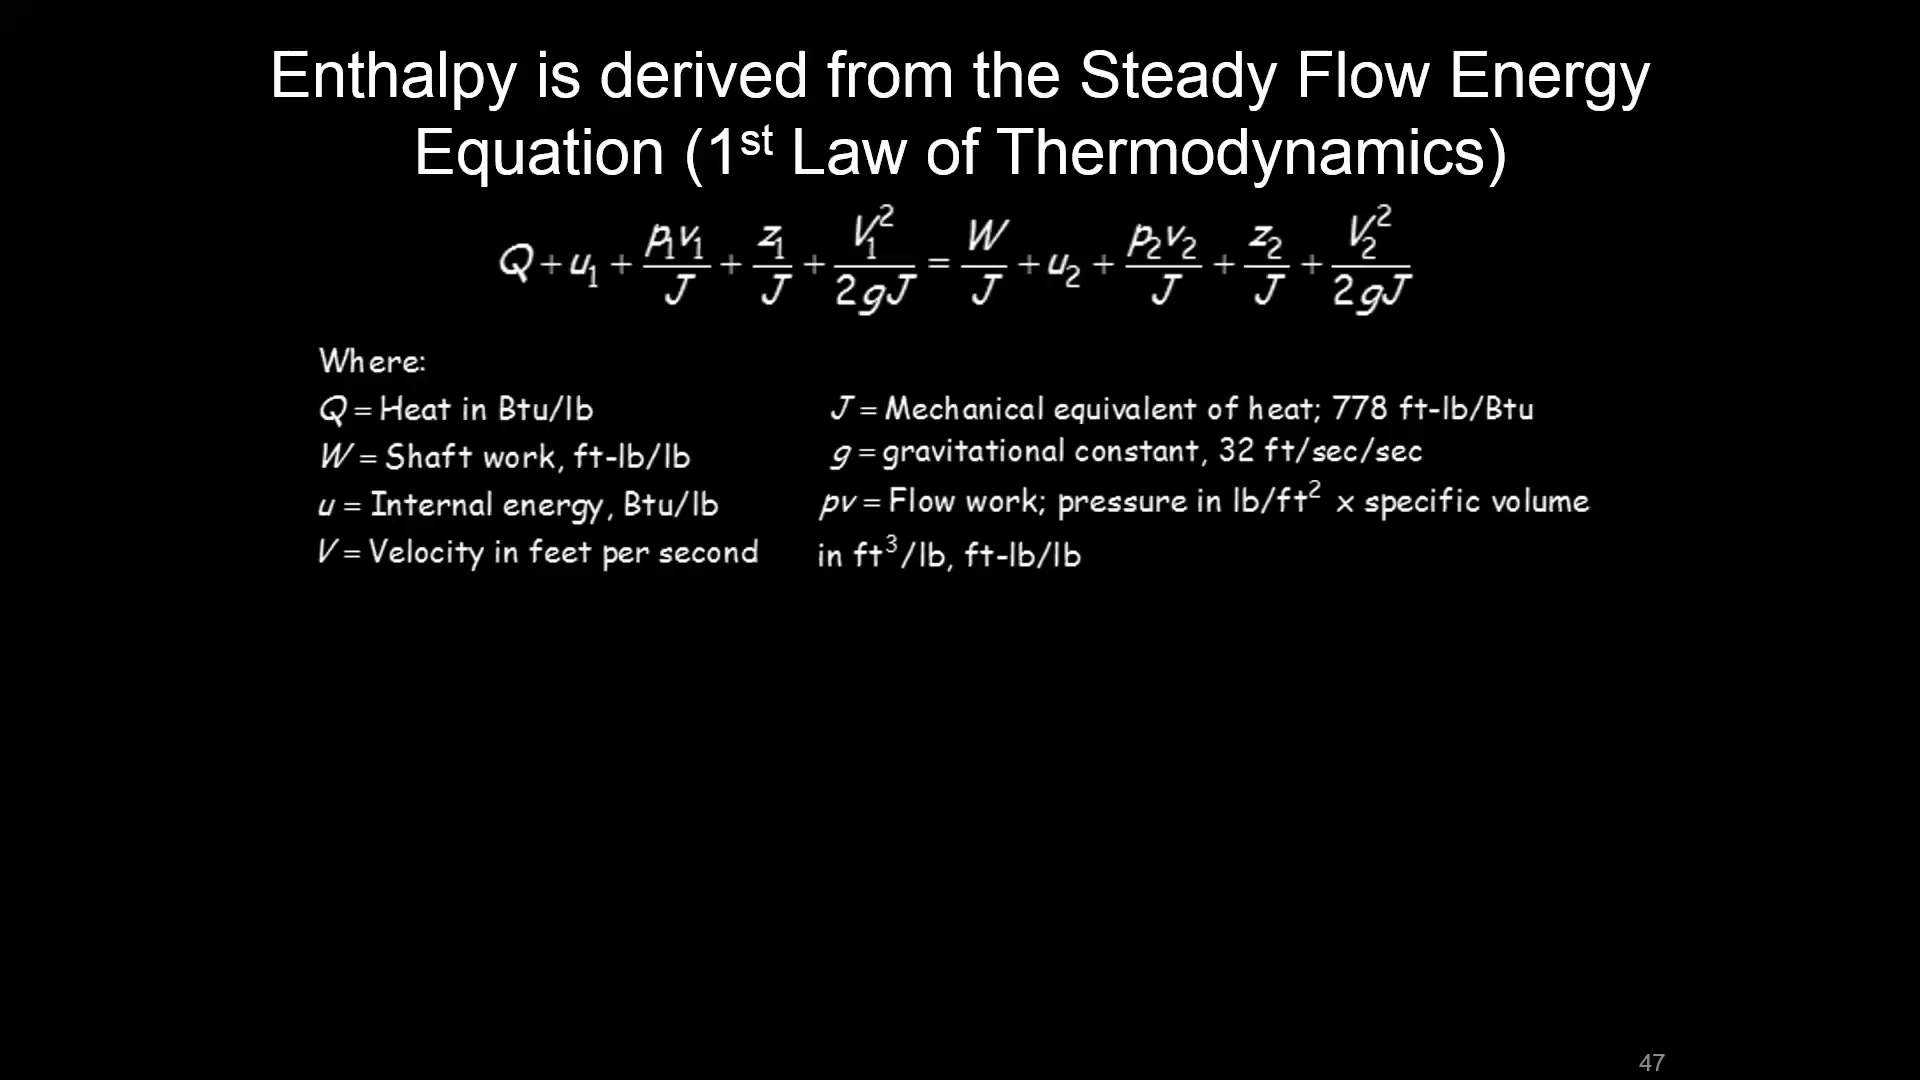 Enthalpy is derived from the Steady Flow Energy
Equation (1st Law of Thermodynamics)
Q + u₁ + p₁v₁/J + z₁/J + V₁²/2gJ = W/J + u₂ + p₂v₂/J + z₂/J + V₂²/2gJ
Where:
Q = Heat in Btu/lb
W = Shaft work, ft-lb/lb
u = Internal energy, Btu/lb
V = Velocity in feet per second
J = Mechanical equivalent of heat; 778 ft-lb/Btu
g = gravitational constant, 32 ft/sec/sec
pv = Flow work; pressure in lb/ft² x specific volume
in ft³/lb, ft-lb/lb
47